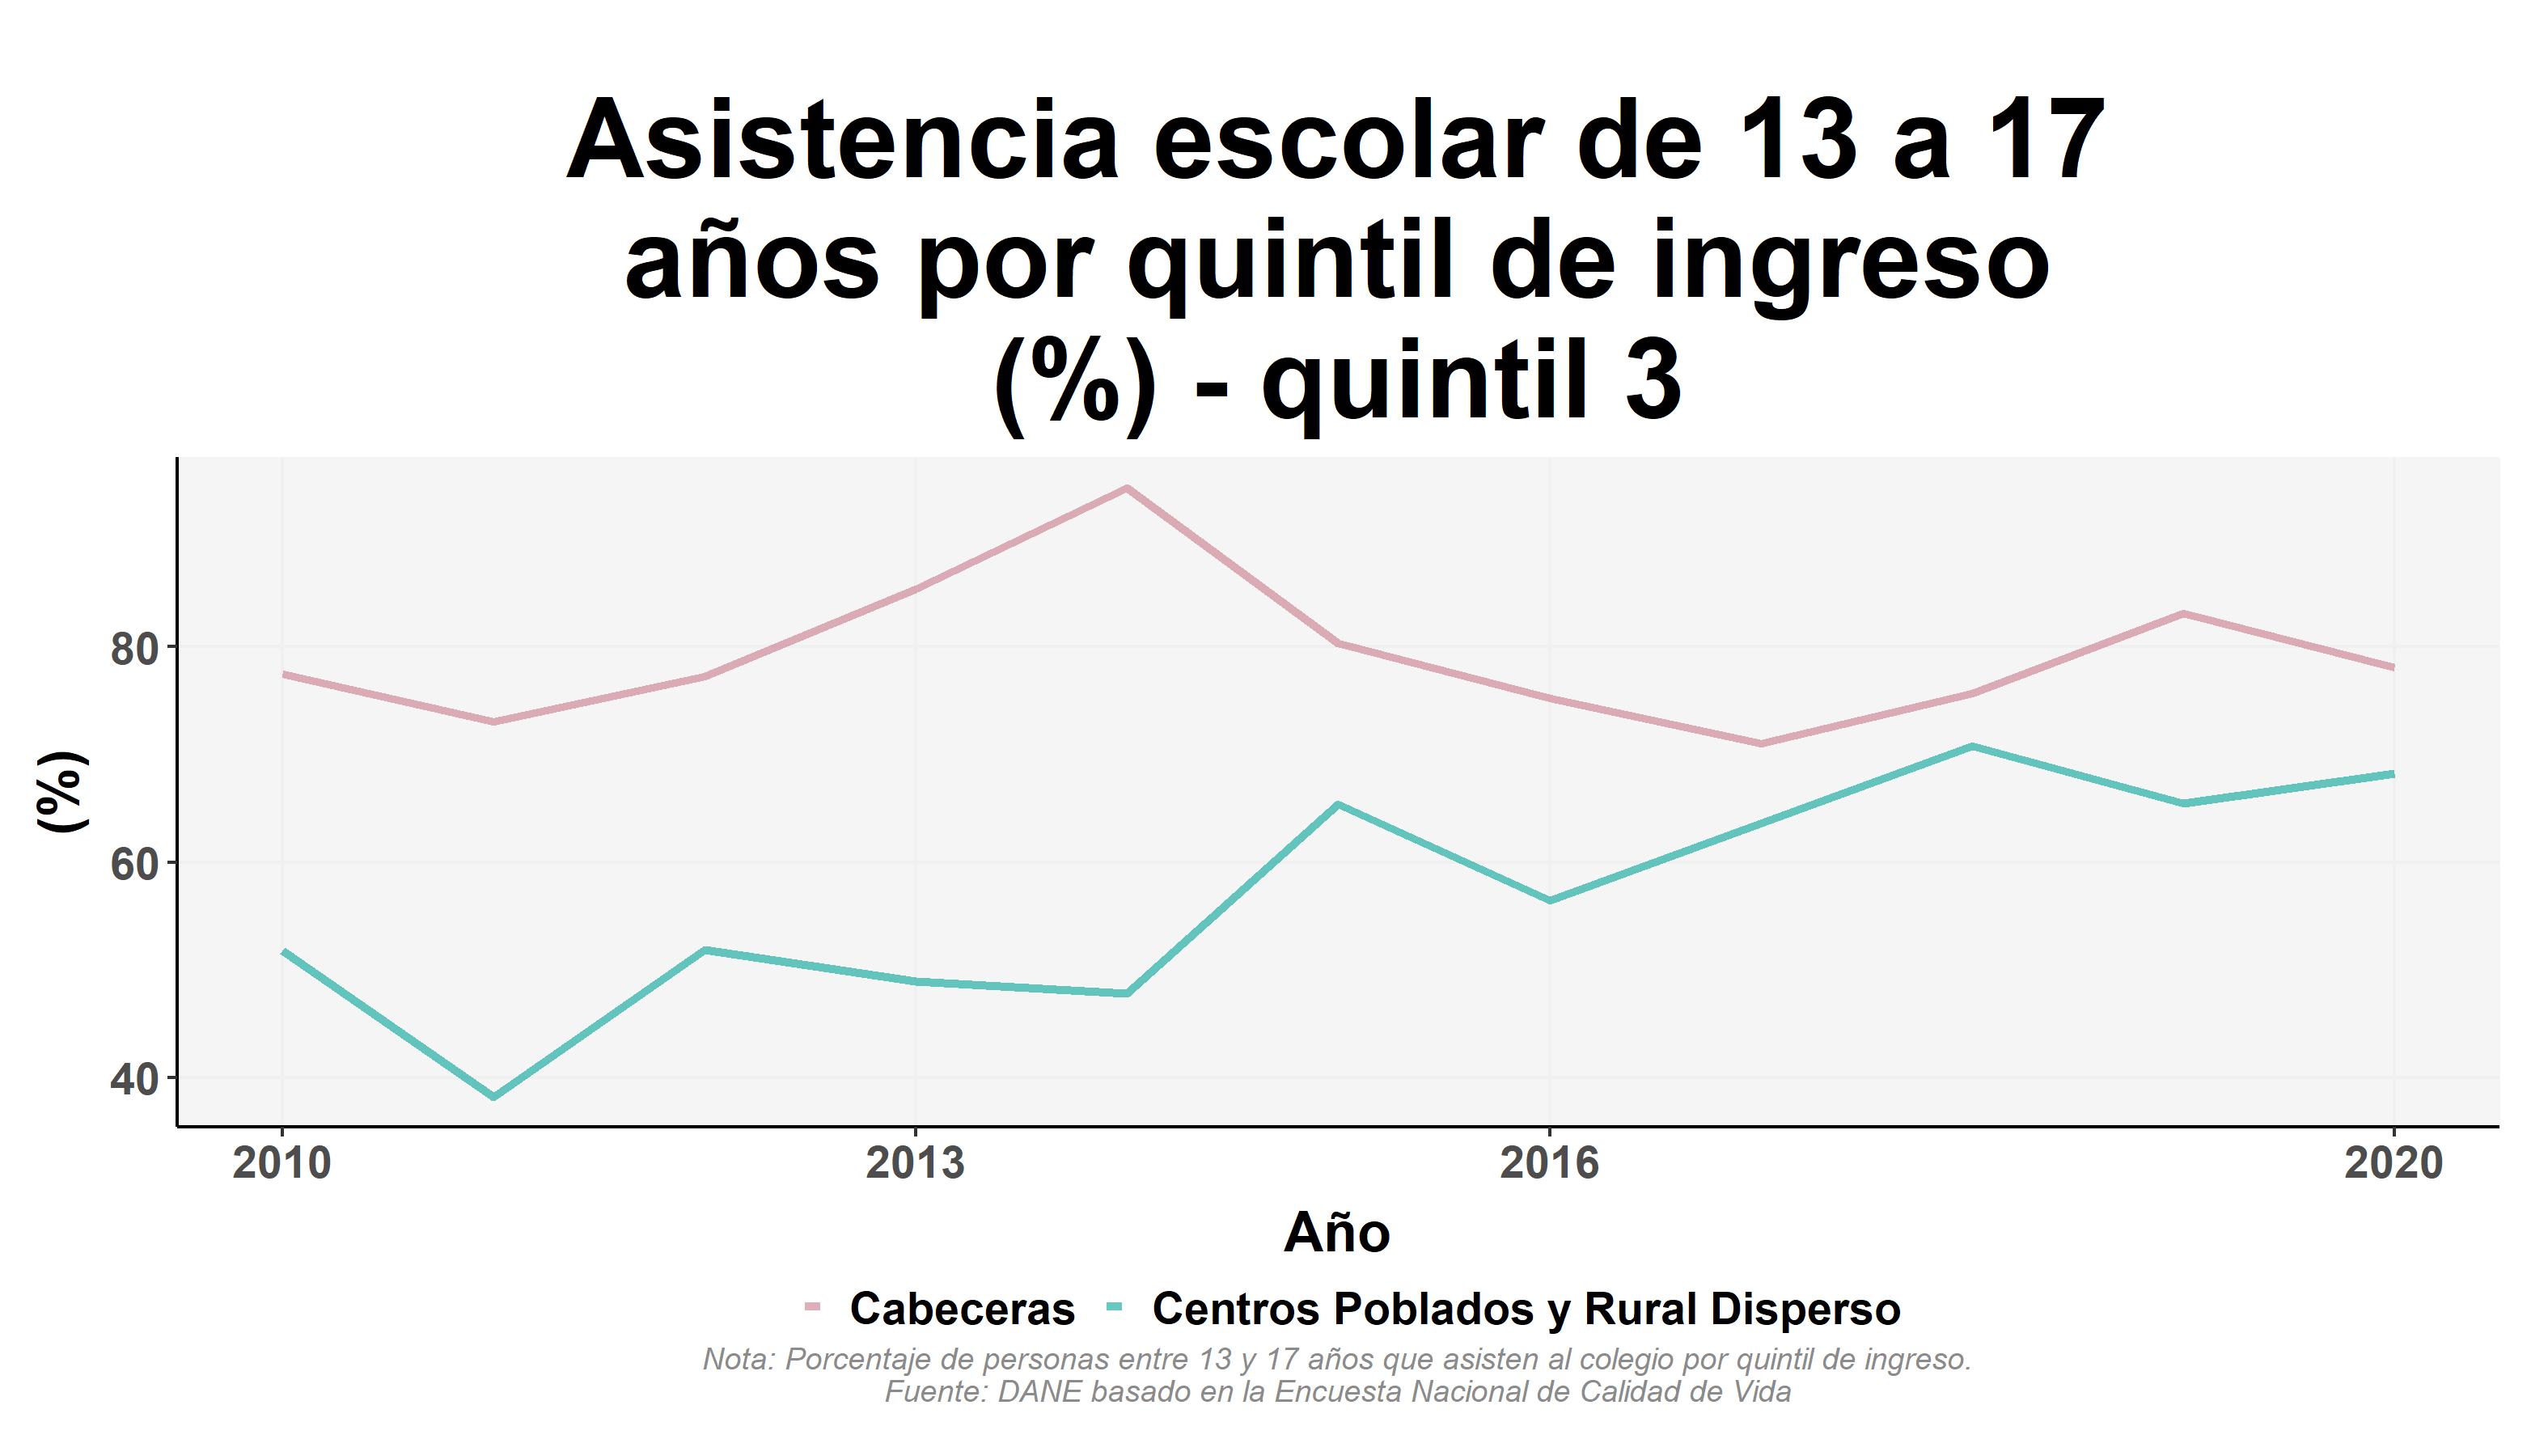 Asistencia escolar de 13 a 17
años por quintil de ingreso
(%) - quintil 3
(%)
80
60
40
2010 2013 2016 2020
Año
Cabeceras Centros Poblados y Rural Disperso
Nota: Porcentaje de personas entre 13 y 17 años que asisten al colegio por quintil de ingreso.
Fuente: DANE basado en la Encuesta Nacional de Calidad de Vida